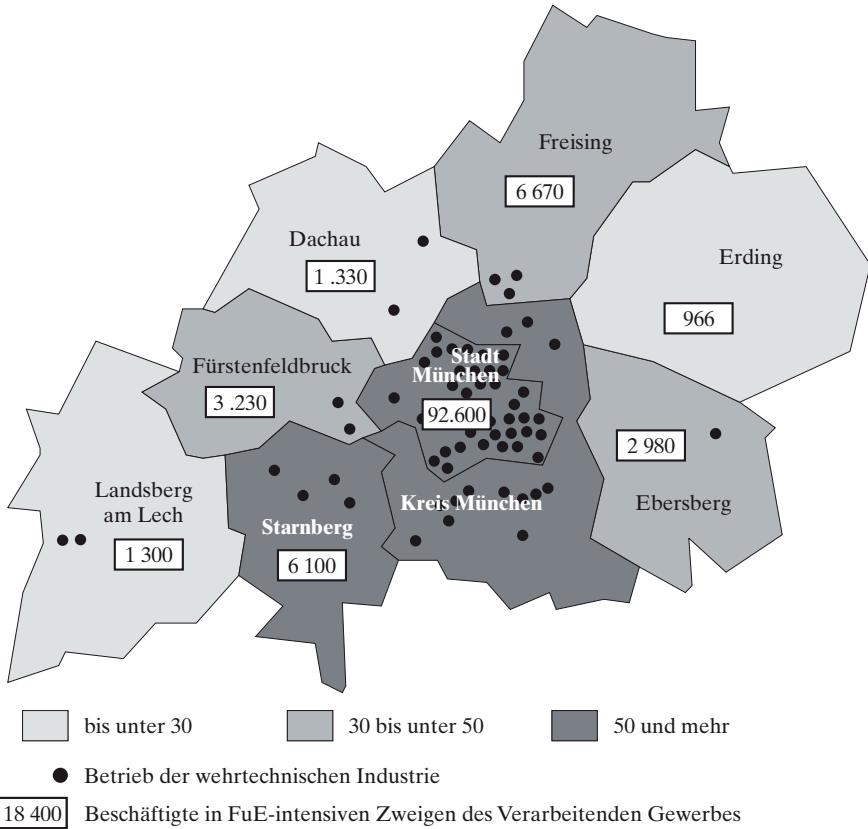 Freising
6 670
Dachau
1 .330
Erding
966
Fürstenfeldbruck
3 .230
Stadt
München
92.600
2 980
Ebersberg
Landsberg
am Lech
1 300
Starnberg
6 100
Kreis München
bis unter 30
30 bis unter 50
50 und mehr
Betrieb der wehrtechnischen Industrie
18 400 Beschäftigte in FuE-intensiven Zweigen des Verarbeitenden Gewerbes